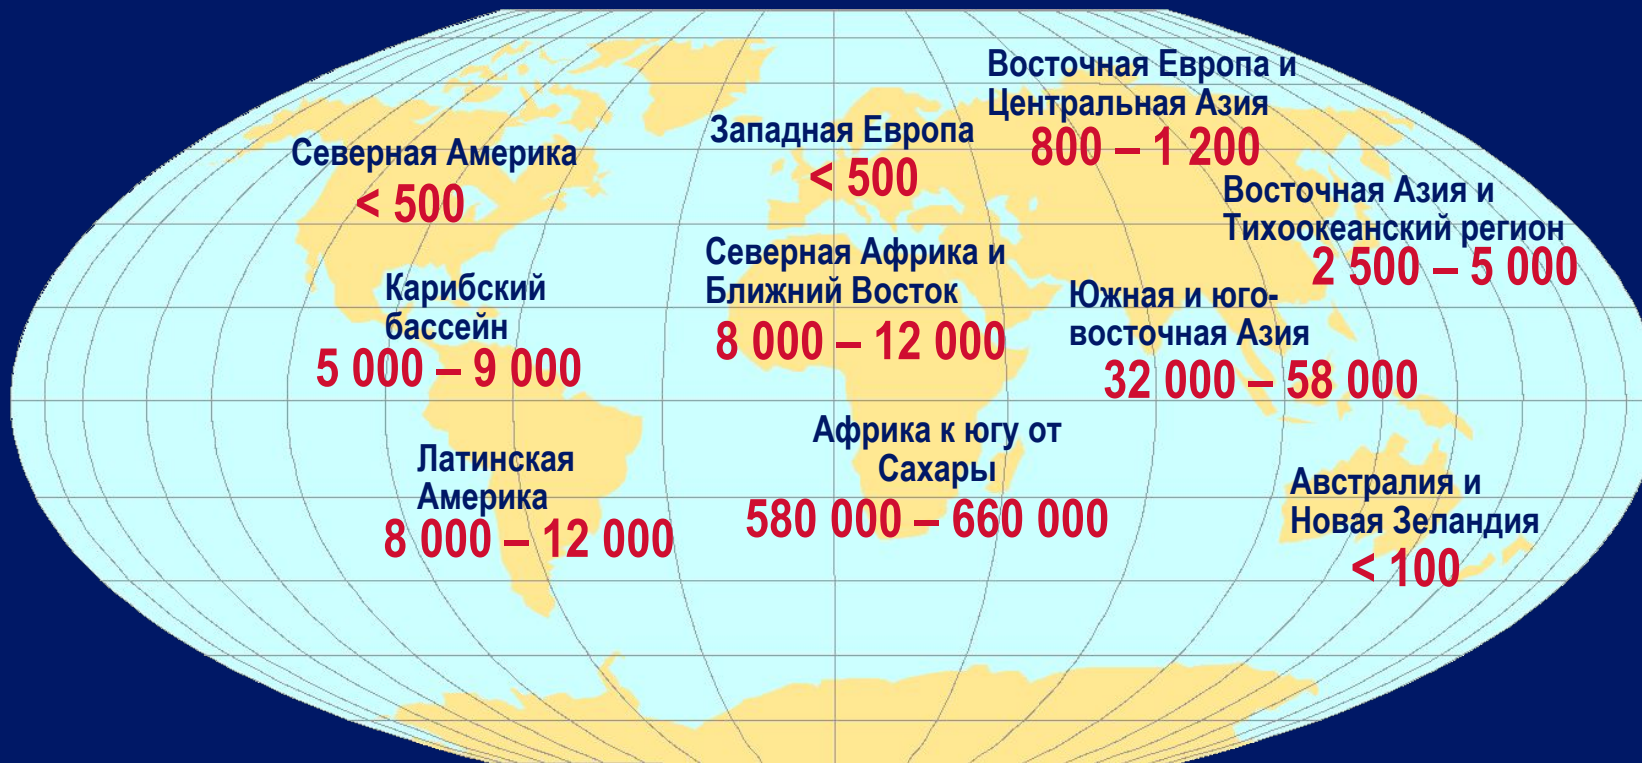 Восточная Европа и
Центральная Азия
800 – 1 200
Западная Европа
< 500
Северная Америка
< 500
Восточная Азия и
Тихоокеанский регион
2 500 – 5 000
Северная Африка и
Ближний Восток
8 000 – 12 000
Карибский
бассейн
5 000 – 9 000
Южная и юго-
восточная Азия
32 000 – 58 000
Африка к югу от
Сахары
580 000 – 660 000
Латинская
Америка
8 000 – 12 000
Австралия и
Новая Зеландия
< 100